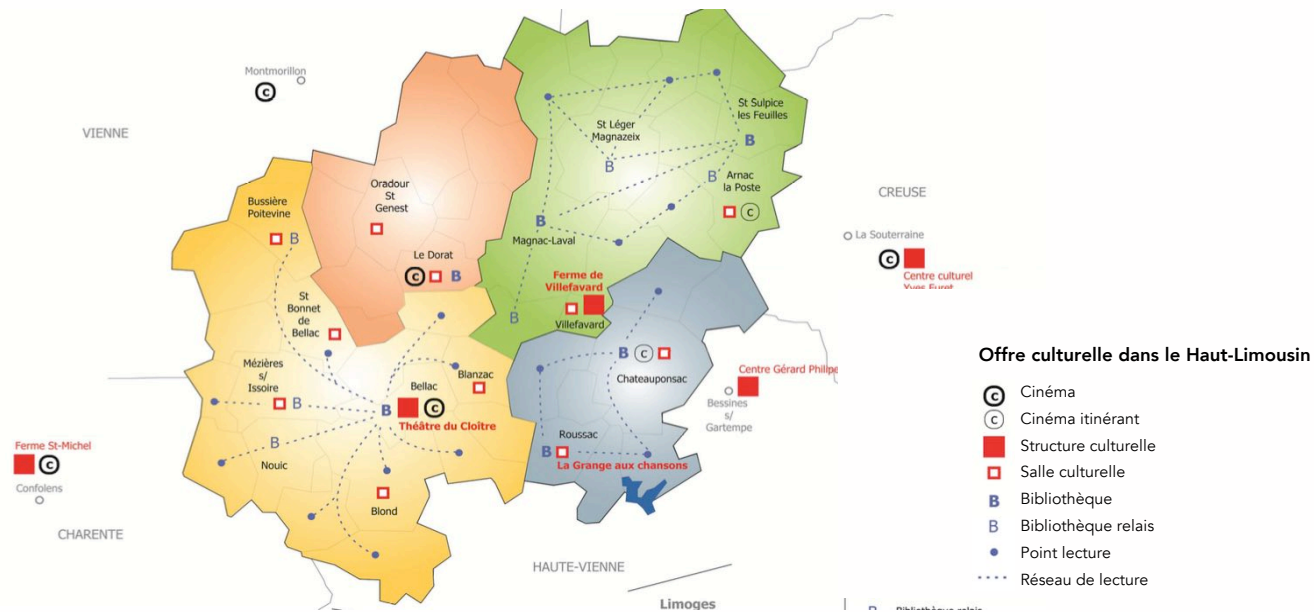 Montmorillon
c
VIENNE
St Sulpice
les Feuilles
St Léger
Magnazeix
B
B
B
Arnac
la Poste
c
Oradour
St
Genest
CREUSE
Bussière
Poitevine
B
B
Magnac-Laval
La Souterraine
c
Centre culturel
Yves Furet
Le Dorat
c
B
Ferme de
Villefavard
Villefavard
B
St
Bonnet
de
Bellac
B
c
Chateauponsac
Offre culturelle dans le Haut-Limousin
c
Cinéma
c
Cinéma itinérant
Structure culturelle
Salle culturelle
B
Bibliothèque
B
Bibliothèque relais
Point lecture
Réseau de lecture
Mézières
s/
Issoire
B
Blanzac
Bellac
B
c
Théâtre du Cloître
Centre Gérard Philipe
Bessines
s/
Gartempe
Roussac
B
La Grange aux chansons
Ferme St-Michel
c
Confolens
B
Nouic
Blond
CHARENTE
HAUTE-VIENNE
Limoges
B Bibliothèque relais